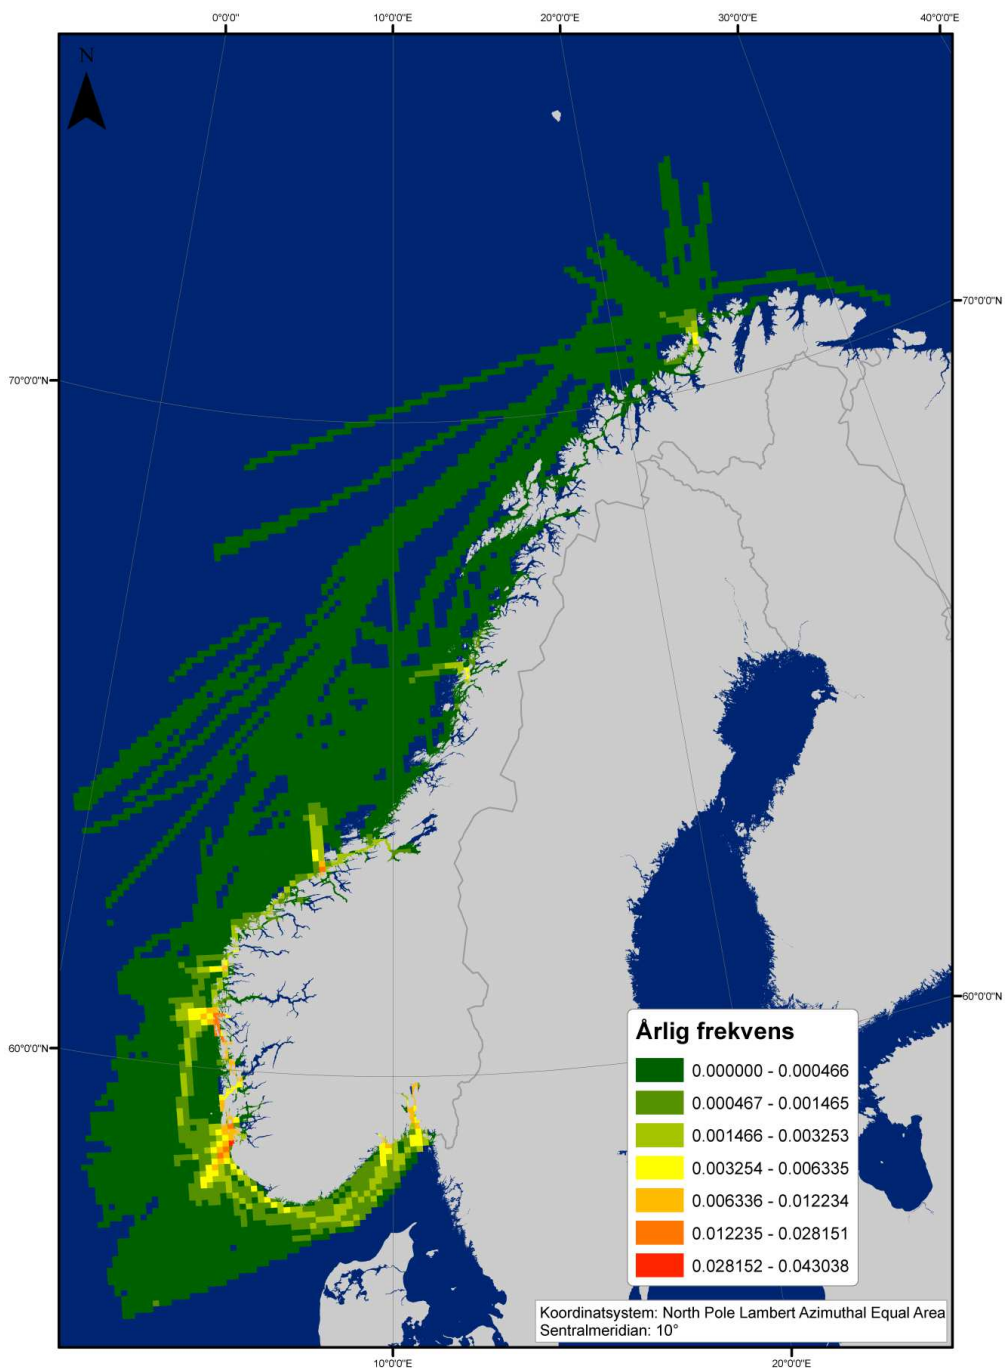 0°0'0" 10°0'0"E 20°0'0"E 30°0'0"E 40°0'0"E
N
70°0'0"N
70°0'0"N
60°0'0"N
60°0'0"N
Årlig frekvens
0.000000 - 0.000466
0.000467 - 0.001465
0.001466 - 0.003253
0.003254 - 0.006335
0.006336 - 0.012234
0.012235 - 0.028151
0.028152 - 0.043038
Koordinatsystem: North Pole Lambert Azimuthal Equal Area
Sentralmeridian: 10°
10°0'0"E 20°0'0"E